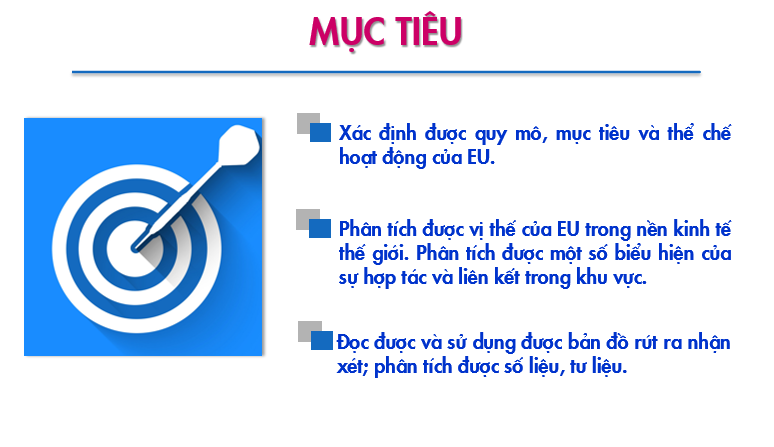 MỤC TIÊU
Xác định được quy mô, mục tiêu và thể chế
hoạt động của EU.
Phân tích được vị thế của EU trong nền kinh tế
thế giới. Phân tích được một số biểu hiện của
sự hợp tác và liên kết trong khu vực.
Đọc được và sử dụng được bản đồ rút ra nhận
xét; phân tích được số liệu, tư liệu.